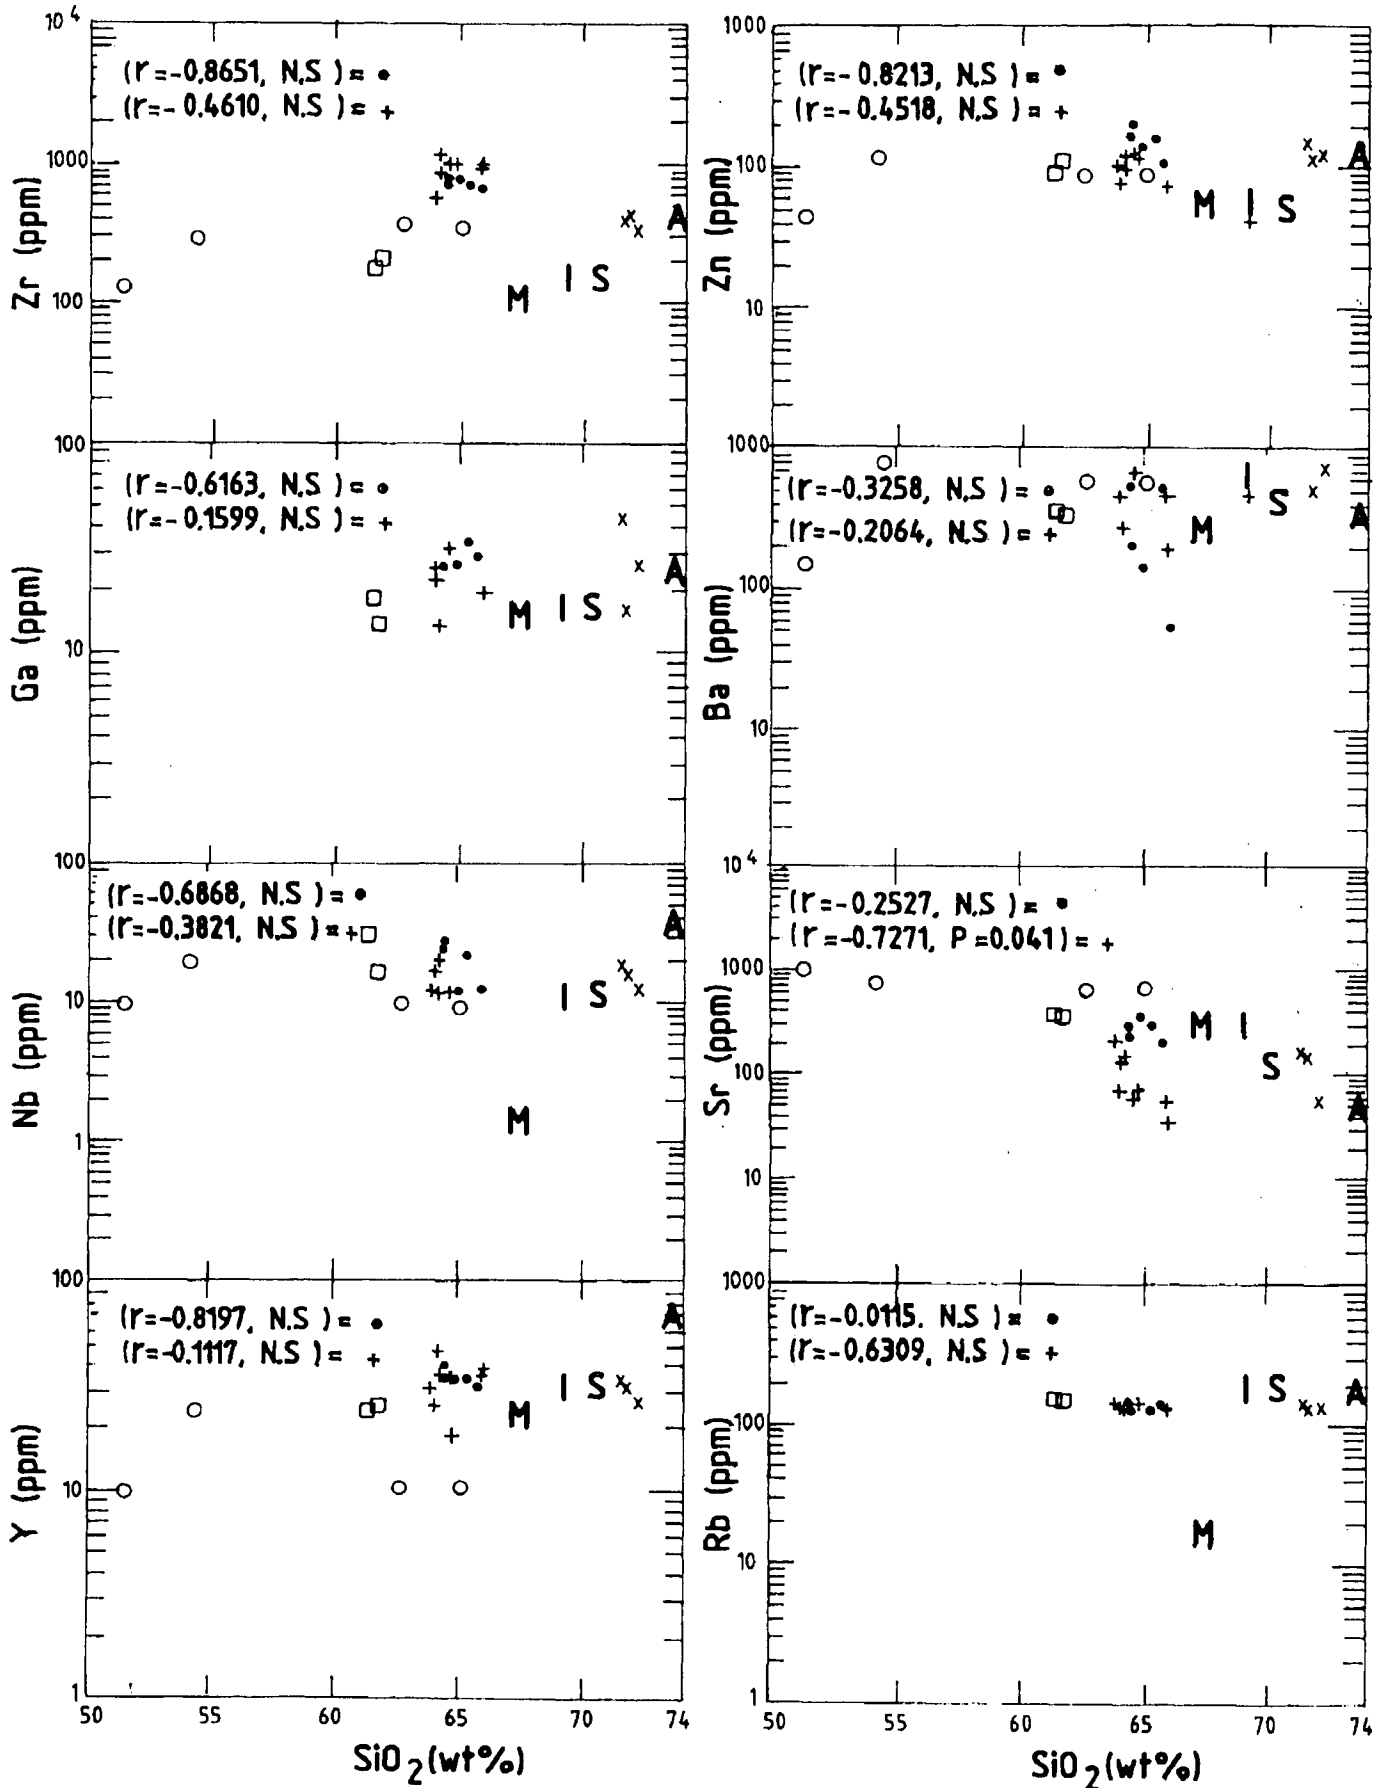 10⁴
(r=-0.8651, N.S) = •
(r=-0.4610, N.S) = +
1000
100
Zr (ppm)
A
I S
M
100
(r=-0.6163, N.S) = •
(r=-0.1599, N.S) = +
10
Ga (ppm)
A
M I S
100
(r=-0.6868, N.S) = •
(r=-0.3821, N.S) = +
10
1
Nb (ppm)
A
I S
M
100
(r=-0.8197, N.S) = •
(r=-0.1117, N.S) = +
10
1
Y (ppm)
A
I S
M
50 55 60 65 70 74
SiO₂(wt%)
1000
(r=-0.8213, N.S) = •
(r=-0.4518, N.S) = +
100
10
Zn (ppm)
A
M I S
1000
(r=-0.3258, N.S) = •
(r=-0.2064, N.S) = +
100
10
Ba (ppm)
I
S
A
M
10⁴
(r=-0.2527, N.S) = •
(r=-0.7271, P=0.041) = +
1000
100
10
Sr (ppm)
M I
S
A
1000
(r=-0.0115. N.S) = •
(r=-0.6309, N.S) = +
100
10
1
Rb (ppm)
I S A
M
50 55 60 65 70 74
SiO₂(wt%)